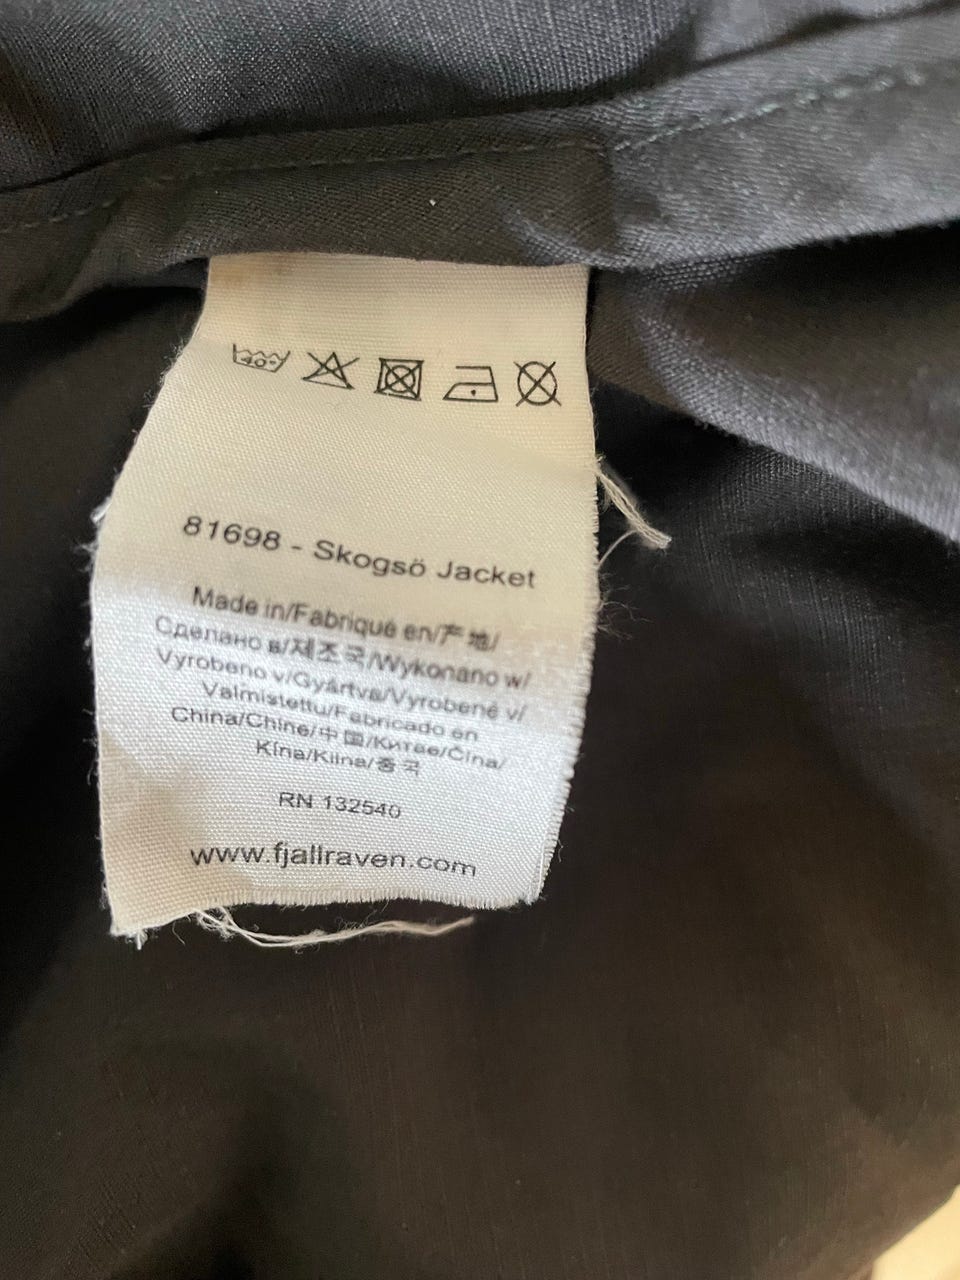 40°
81698 - Skogsö Jacket
Made in/Fabriqué en/产地/
Сделано в/제조국/Wykonano w/
Vyrobeno v/Gyártva/Vyrobené v/
Valmistettu/Fabricado en
China/Chine/中国/Китае/Čína/
Kína/Kiina/중국
RN 132540
www.fjallraven.com